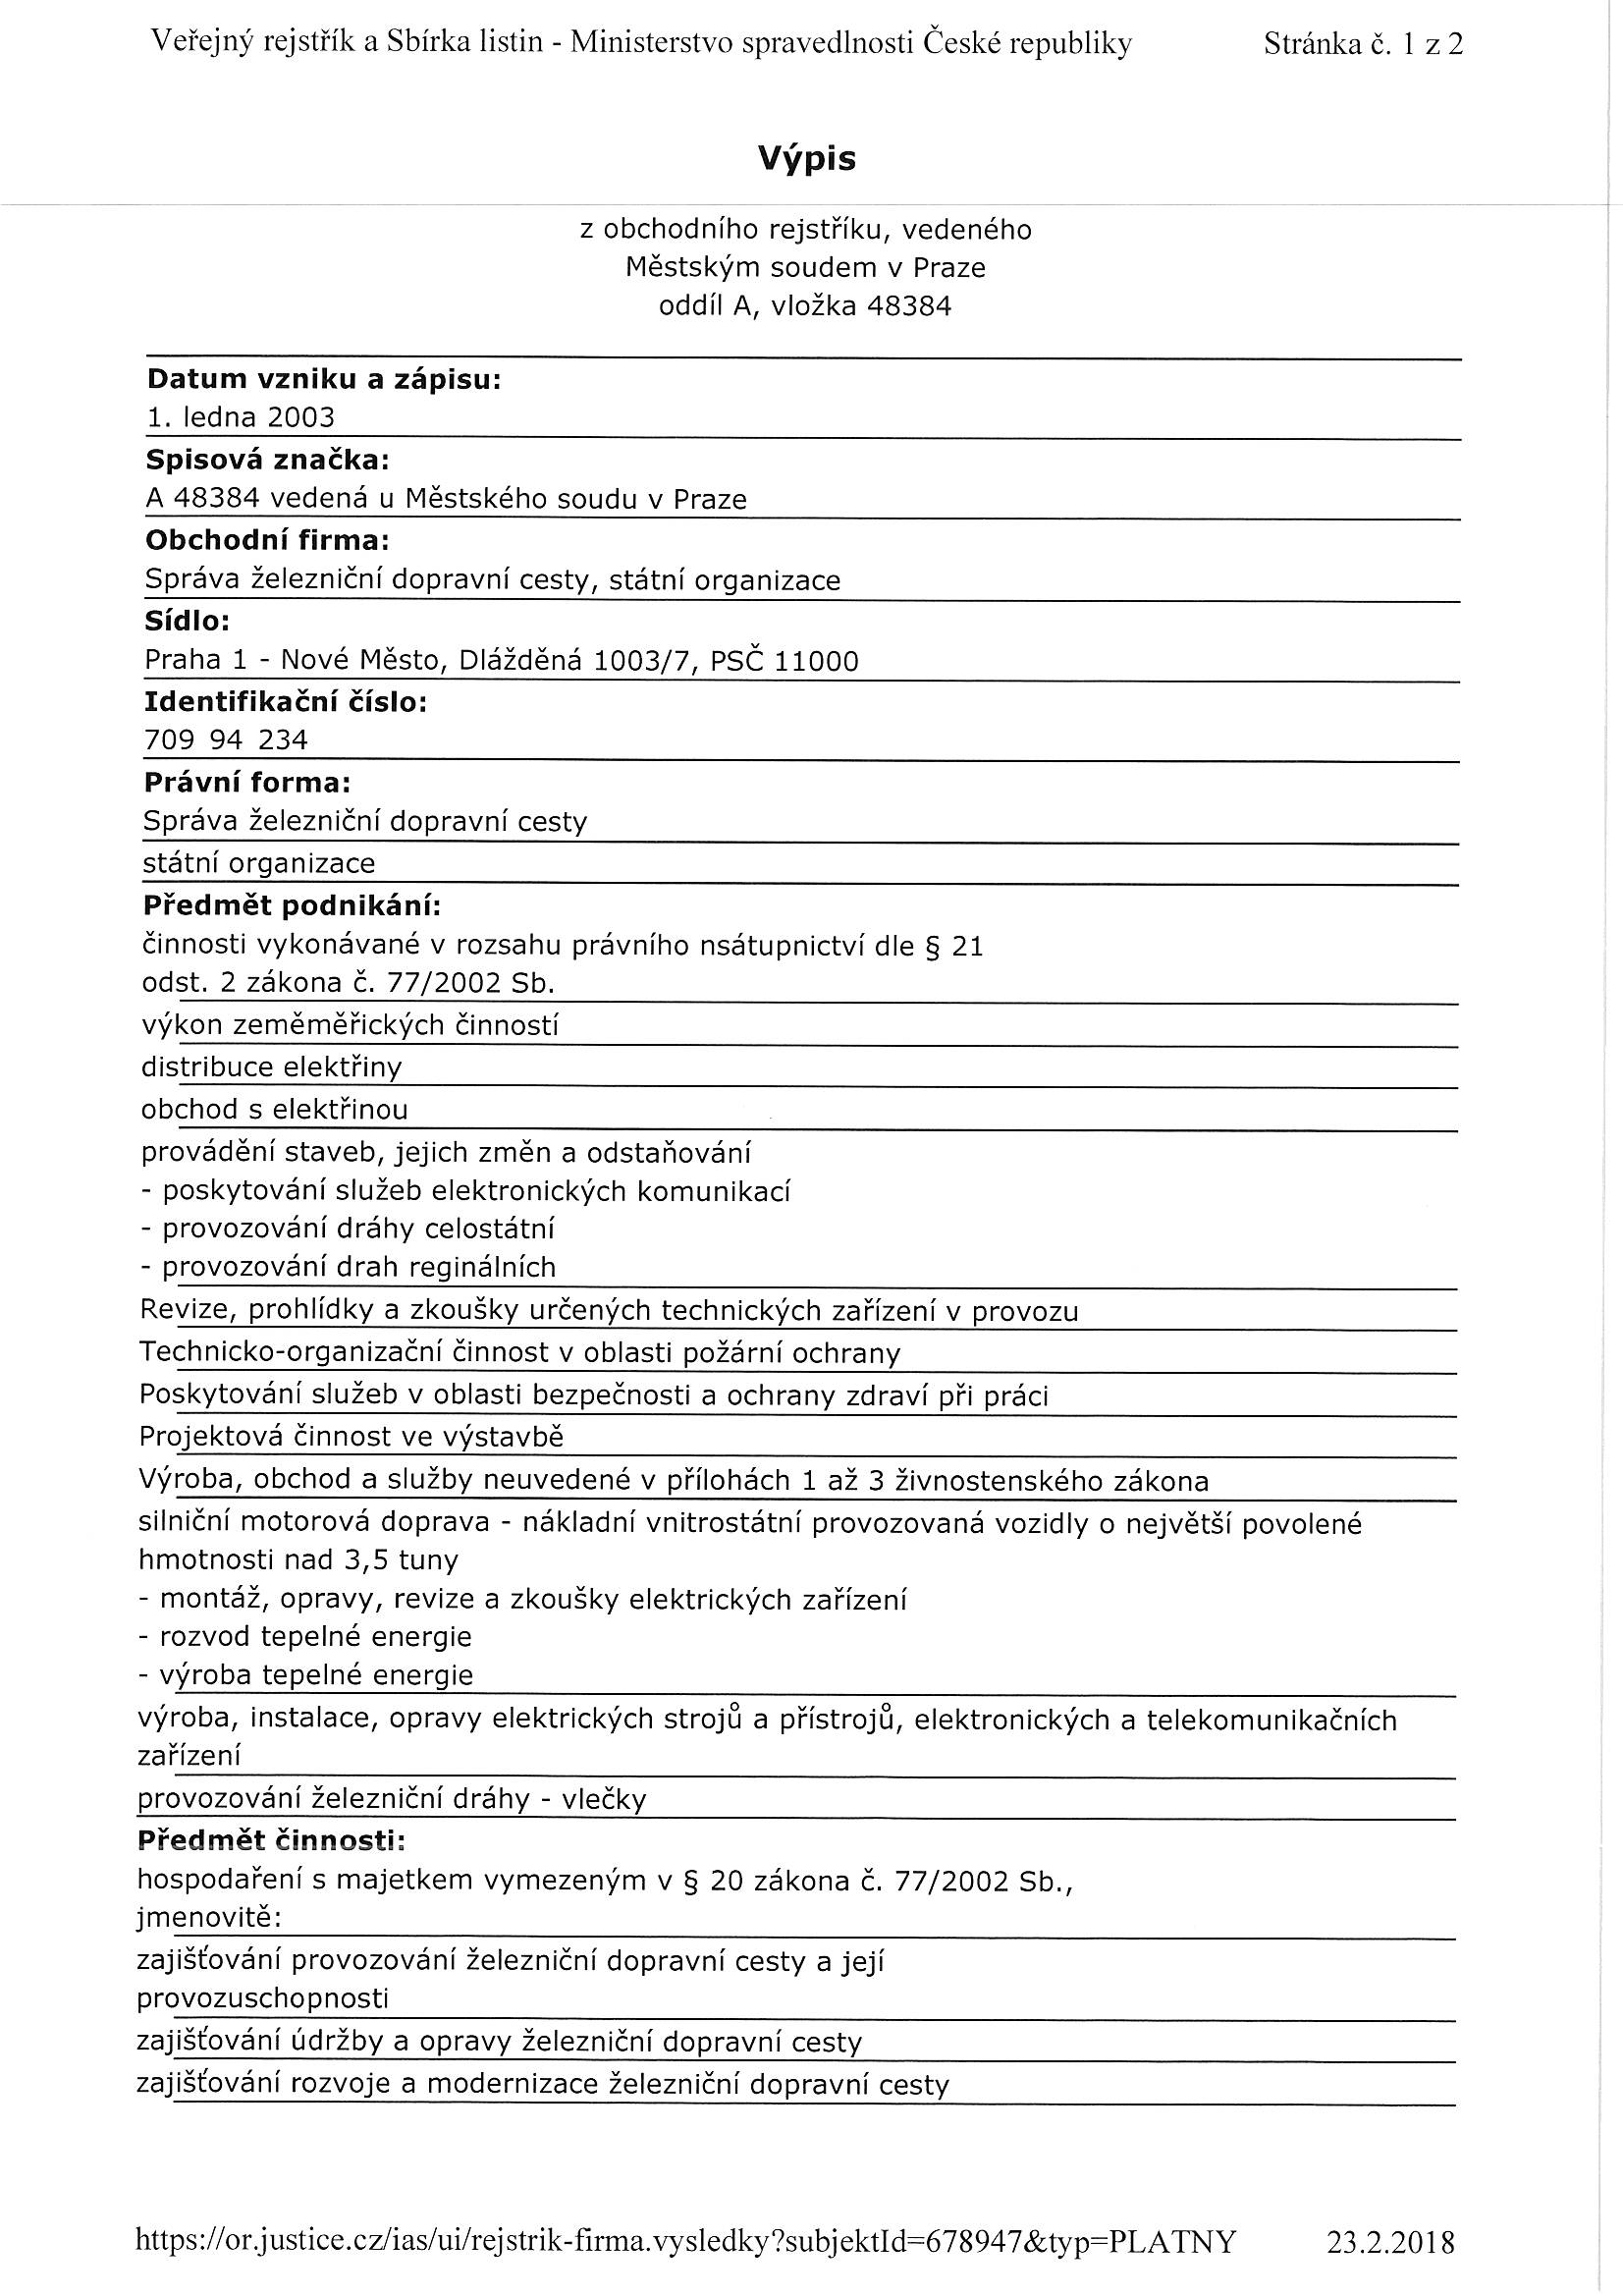 Veřejný rejstřík a Sbírka listin - Ministerstvo spravedlnosti České republiky Stránka č. 1 z 2
Výpis
z obchodního rejstříku, vedeného
Městským soudem v Praze
oddíl A, vložka 48384
Datum vzniku a zápisu:
1. ledna 2003
Spisová značka:
A 48384 vedená u Městského soudu v Praze
Obchodní firma:
Správa železniční dopravní cesty, státní organizace
Sídlo:
Praha 1 - Nové Město, Dlážděná 1003/7, PSČ 11000
Identifikační číslo:
709 94 234
Právní forma:
Správa železniční dopravní cesty
státní organizace
Předmět podnikání:
činnosti vykonávané v rozsahu právního nsátupnictví dle § 21
odst. 2 zákona č. 77/2002 Sb.
výkon zeměměřických činností
distribuce elektřiny
obchod s elektřinou
provádění staveb, jejich změn a odstaňování
- poskytování služeb elektronických komunikací
- provozování dráhy celostátní
- provozování drah reginálních
Revize, prohlídky a zkoušky určených technických zařízení v provozu
Technicko-organizační činnost v oblasti požární ochrany
Poskytování služeb v oblasti bezpečnosti a ochrany zdraví při práci
Projektová činnost ve výstavbě
Výroba, obchod a služby neuvedené v přílohách 1 až 3 živnostenského zákona
silniční motorová doprava - nákladní vnitrostátní provozovaná vozidly o největší povolené
hmotnosti nad 3,5 tuny
- montáž, opravy, revize a zkoušky elektrických zařízení
- rozvod tepelné energie
- výroba tepelné energie
výroba, instalace, opravy elektrických strojů a přístrojů, elektronických a telekomunikačních
zařízení
provozování železniční dráhy - vlečky
Předmět činnosti:
hospodaření s majetkem vymezeným v § 20 zákona č. 77/2002 Sb.,
jmenovitě:
zajišťování provozování železniční dopravní cesty a její
provozuschopnosti
zajišťování údržby a opravy železniční dopravní cesty
zajišťování rozvoje a modernizace železniční dopravní cesty
https://or.justice.cz/ias/ui/rejstrik-firma.vysledky?subjektId=678947&typ=PLATNY 23.2.2018